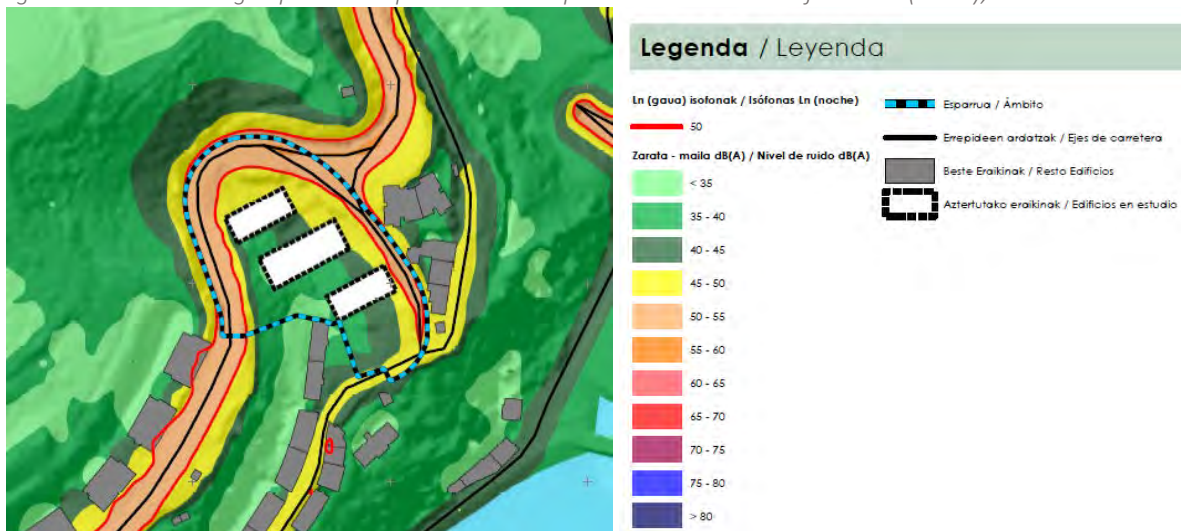 Legenda / Leyenda
Ln (gaua) isofonak / Isófonas Ln (noche)
50
Zarata - maila dB(A) / Nivel de ruido dB(A)
< 35
35 - 40
40 - 45
45 - 50
50 - 55
55 - 60
60 - 65
65 - 70
70 - 75
75 - 80
> 80
Esparrua / Ámbito
Errepideen ardatzak / Ejes de carretera
Beste Eraikinak / Resto Edificios
Aztertutako eraikinak / Edificios en estudio